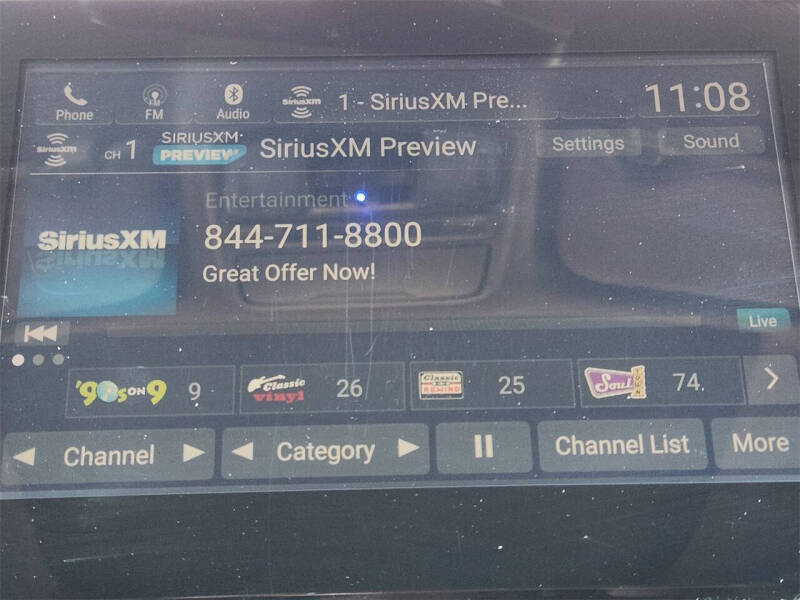 Phone
FM
Audio
SiriusXM
1 - SiriusXM Pre...
11:08
SiriusXM
CH 1
SIRIUSXM
PREVIEW
SiriusXM Preview
Settings
Sound
Entertainment
844-711-8800
Great Offer Now!
SiriusXM
Live
'90s ON 9
9
Classic
vinyl
26
Classic
REWIND
25
Soul
TOWN
74
Channel
Category
Channel List
More